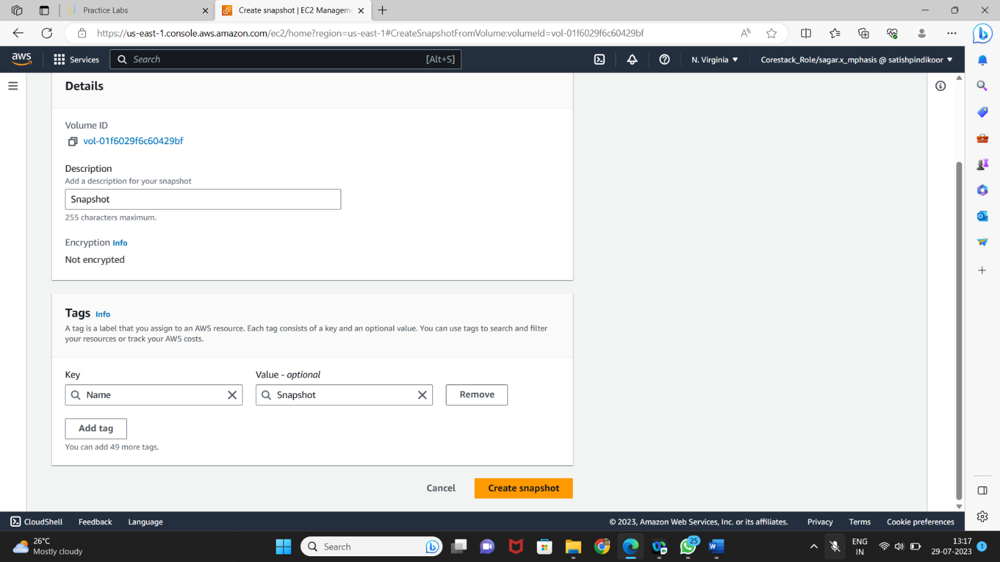 Practice Labs
Create snapshot | EC2 Managem
https://us-east-1.console.aws.amazon.com/ec2/home?region=us-east-1#CreateSnapshotFromVolume:volumeId=vol-01f6029f6c60429bf
aws
Services
Search
[Alt+S]
N. Virginia
Corestack_Role/sagar.x_mphasis @ satishpindikoor
Details
Volume ID
vol-01f6029f6c60429bf
Description
Add a description for your snapshot
Snapshot
255 characters maximum.
Encryption Info
Not encrypted
Tags Info
A tag is a label that you assign to an AWS resource. Each tag consists of a key and an optional value. You can use tags to search and filter
your resources or track your AWS costs.
Key
Value - optional
Name
Snapshot
Remove
Add tag
You can add 49 more tags.
Cancel
Create snapshot
CloudShell
Feedback
Language
© 2023, Amazon Web Services, Inc. or its affiliates.
Privacy
Terms
Cookie preferences
26°C
Mostly cloudy
Search
25
ENG
IN
13:17
29-07-2023
1